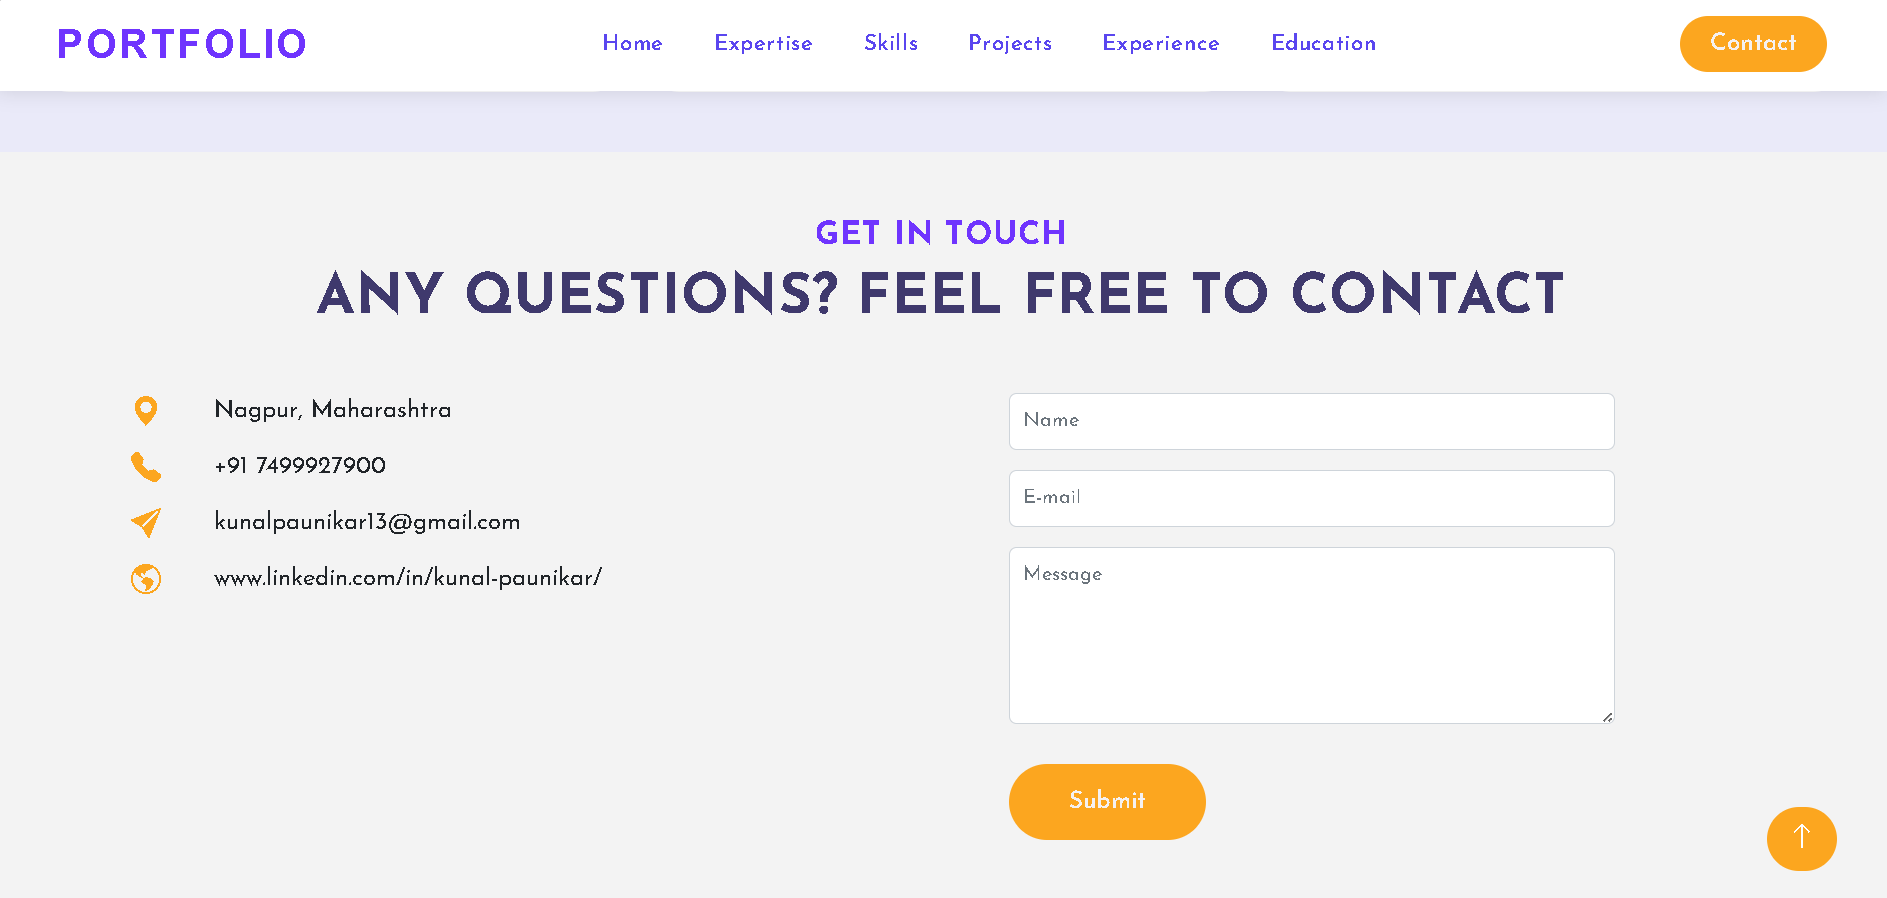 PORTFOLIO
Home Expertise Skills Projects Experience Education
Contact
GET IN TOUCH
ANY QUESTIONS? FEEL FREE TO CONTACT
Nagpur, Maharashtra
+91 7499927900
kunalpaunikar13@gmail.com
www.linkedin.com/in/kunal-paunikar/
Name
E-mail
Message
Submit